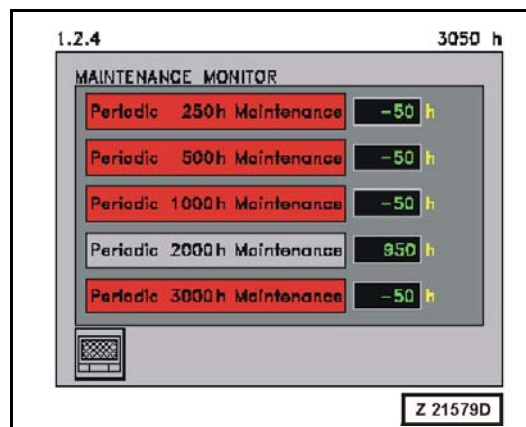 1.2.4 3050 h
MAINTENANCE MONITOR
Periodic 250h Maintenance -50 h
Periodic 500h Maintenance -50 h
Periodic 1000h Maintenance -50 h
Periodic 2000h Maintenance 950 h
Periodic 3000h Maintenance -50 h
Z 21579D